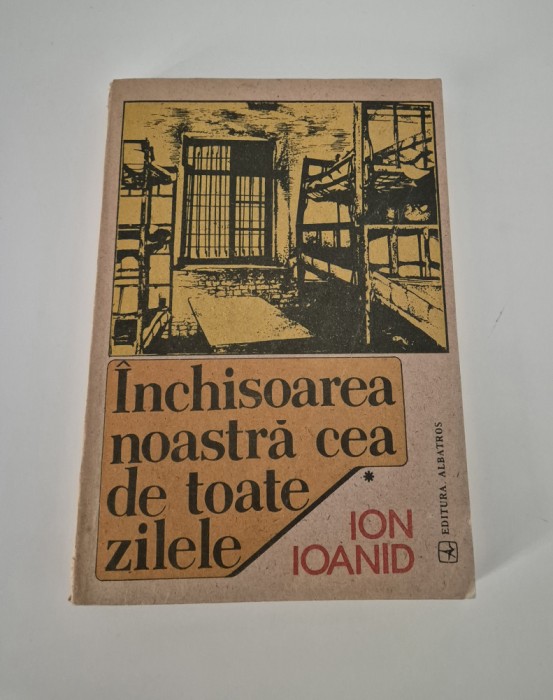 Închisoarea
noastră cea
de toate
zilele
*
ION
IOANID
EDITURA ALBATROS